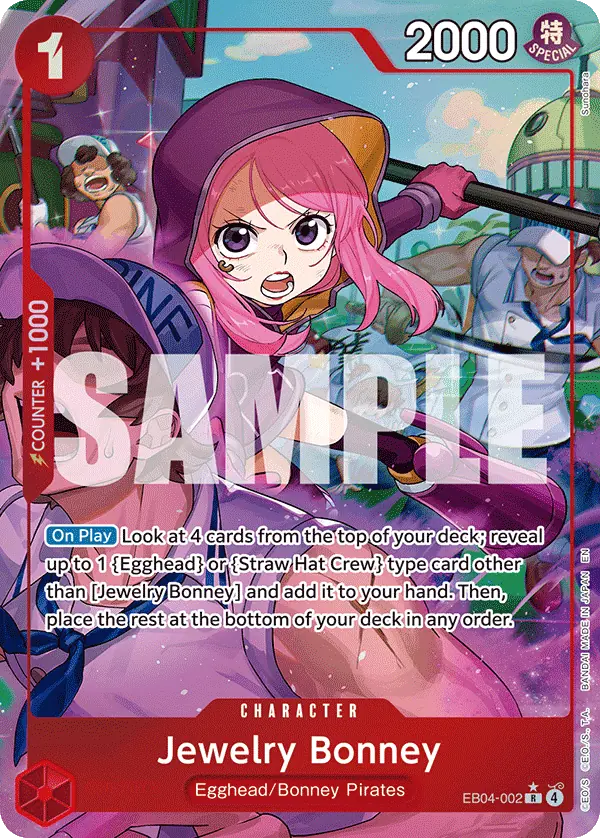 1
2000
特
SPECIAL
Sunohara
MARINE
COUNTER +1000
SAMPLE
On Play Look at 4 cards from the top of your deck; reveal
up to 1 {Egghead} or {Straw Hat Crew} type card other
than [Jewelry Bonney] and add it to your hand. Then,
place the rest at the bottom of your deck in any order.
CHARACTER
Jewelry Bonney
Egghead/Bonney Pirates
EB04-002 R 4
©EO/S ©EIO/S, T.A. BANDAI MADE IN JAPAN EN